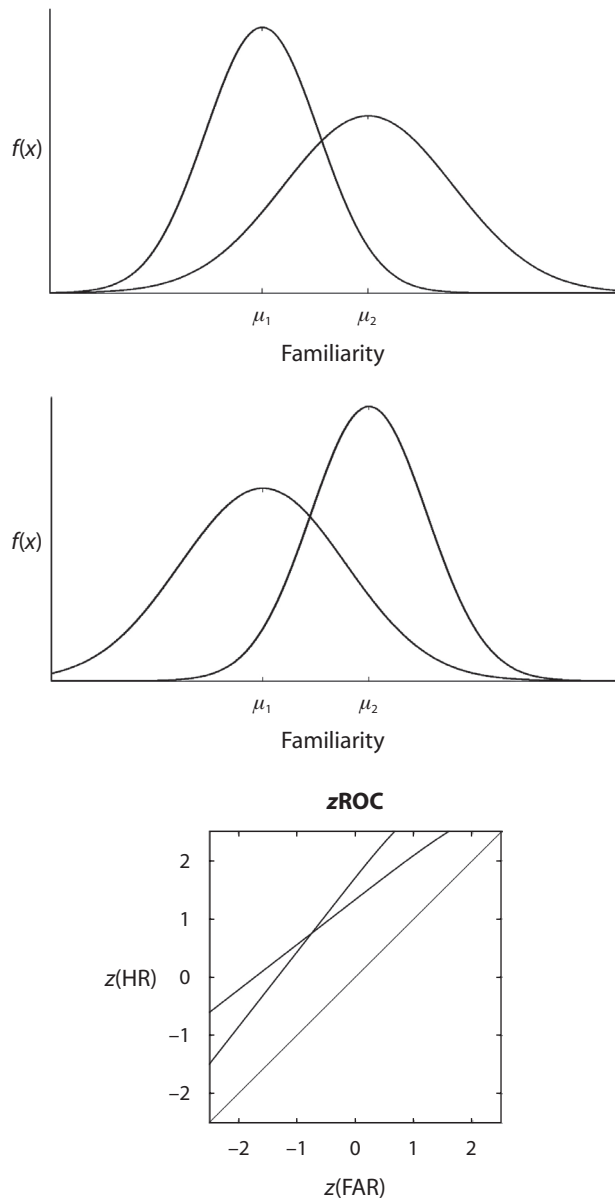 f(x)
μ₁ μ₂
Familiarity
f(x)
μ₁ μ₂
Familiarity
zROC
2
1
0
–1
–2
z(HR)
–2 –1 0 1 2
z(FAR)